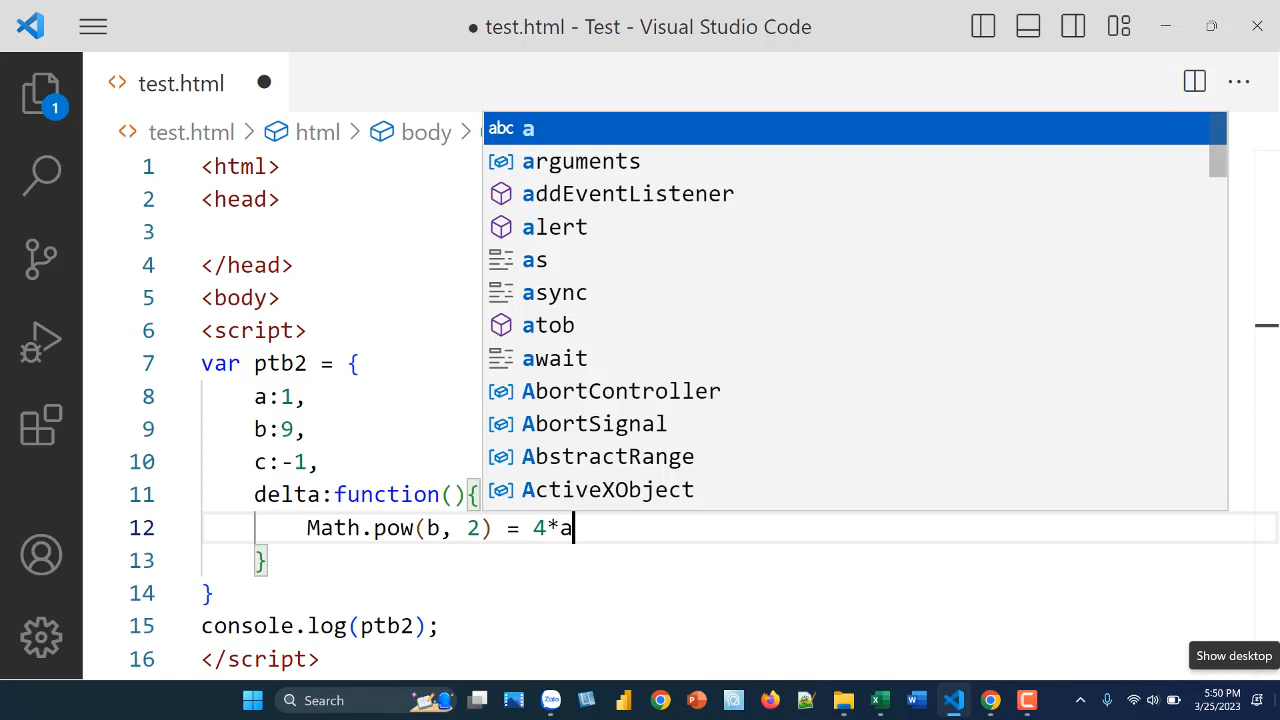 ● test.html - Test - Visual Studio Code
test.html
1
test.html > html > body >
abc a
arguments
addEventListener
alert
as
async
atob
await
AbortController
AbortSignal
AbstractRange
ActiveXObject
1 <html>
2 <head>
3
4 </head>
5 <body>
6 <script>
7 var ptb2 = {
8 a:1,
9 b:9,
10 c:-1,
11 delta:function(){
12 Math.pow(b, 2) = 4*a
13 }
14 }
15 console.log(ptb2);
16 </script>
Show desktop
Search
Zalo
5:50 PM
3/25/2023